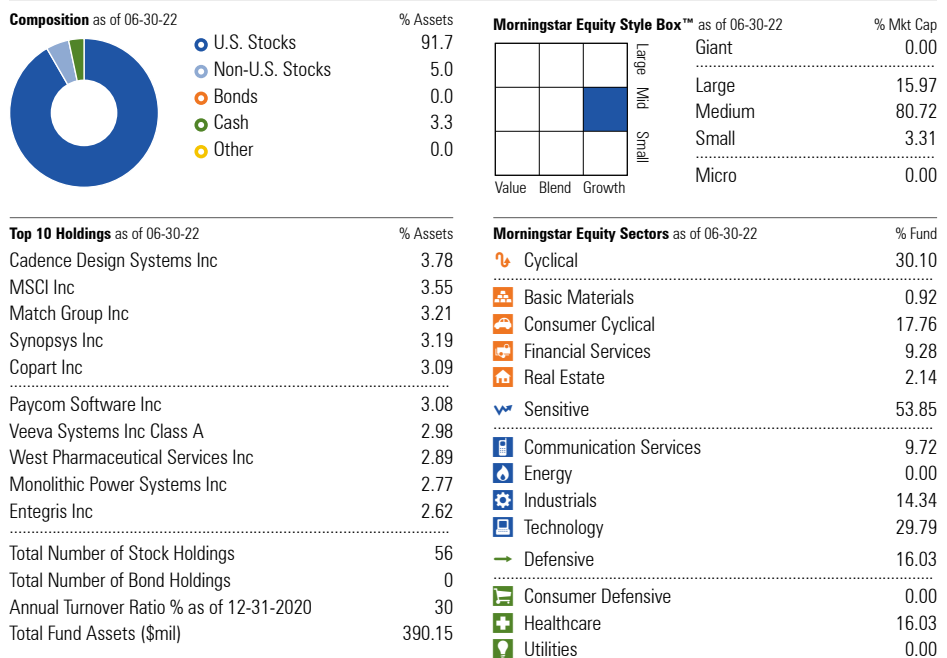 Composition as of 06-30-22 % Assets
U.S. Stocks 91.7
Non-U.S. Stocks 5.0
Bonds 0.0
Cash 3.3
Other 0.0
Morningstar Equity Style Box™ as of 06-30-22 % Mkt Cap
Large
Mid
Small
Value Blend Growth
Giant 0.00
Large 15.97
Medium 80.72
Small 3.31
Micro 0.00
Top 10 Holdings as of 06-30-22 % Assets
Cadence Design Systems Inc 3.78
MSCI Inc 3.55
Match Group Inc 3.21
Synopsys Inc 3.19
Copart Inc 3.09
Paycom Software Inc 3.08
Veeva Systems Inc Class A 2.98
West Pharmaceutical Services Inc 2.89
Monolithic Power Systems Inc 2.77
Entegris Inc 2.62
Total Number of Stock Holdings 56
Total Number of Bond Holdings 0
Annual Turnover Ratio % as of 12-31-2020 30
Total Fund Assets ($mil) 390.15
Morningstar Equity Sectors as of 06-30-22 % Fund
Cyclical 30.10
Basic Materials 0.92
Consumer Cyclical 17.76
Financial Services 9.28
Real Estate 2.14
Sensitive 53.85
Communication Services 9.72
Energy 0.00
Industrials 14.34
Technology 29.79
Defensive 16.03
Consumer Defensive 0.00
Healthcare 16.03
Utilities 0.00